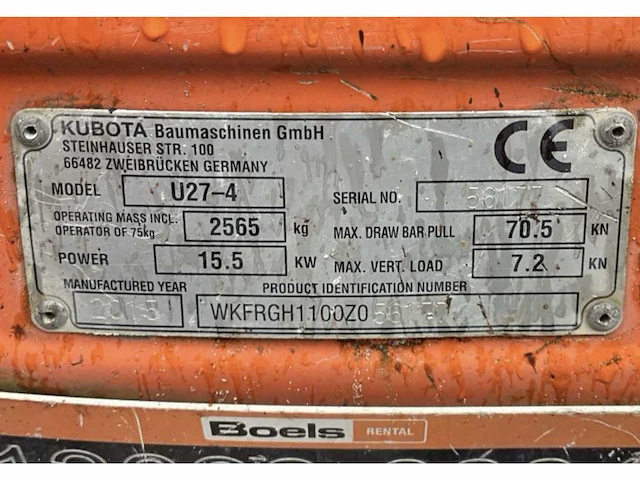 KUBOTA Baumaschinen GmbH
STEINHAUSER STR. 100
66482 ZWEIBRÜCKEN GERMANY
CE
MODEL U27-4
SERIAL NO.
OPERATING MASS INCL. OPERATOR OF 75kg 2565 kg
MAX. DRAW BAR PULL 70.5 KN
POWER 15.5 KW
MAX. VERT. LOAD 7.2 KN
MANUFACTURED YEAR
PRODUCT IDENTIFICATION NUMBER
WKFRGH1100Z0
Boels RENTAL